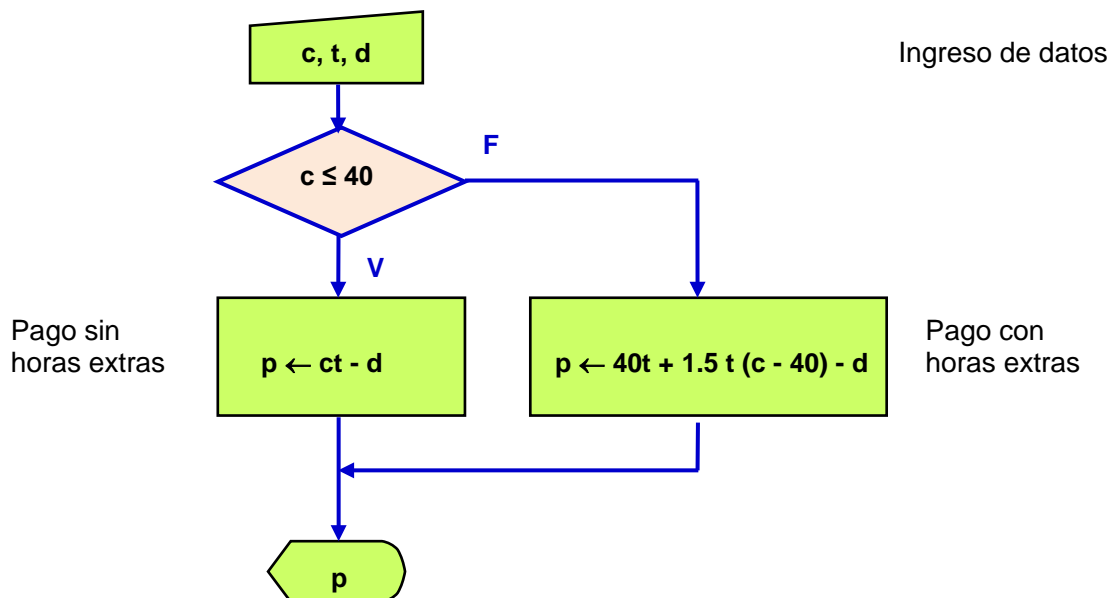 c, t, d
Ingreso de datos
c ≤ 40
F
V
Pago sin
horas extras
p ← ct - d
p ← 40t + 1.5 t (c - 40) - d
Pago con
horas extras
p